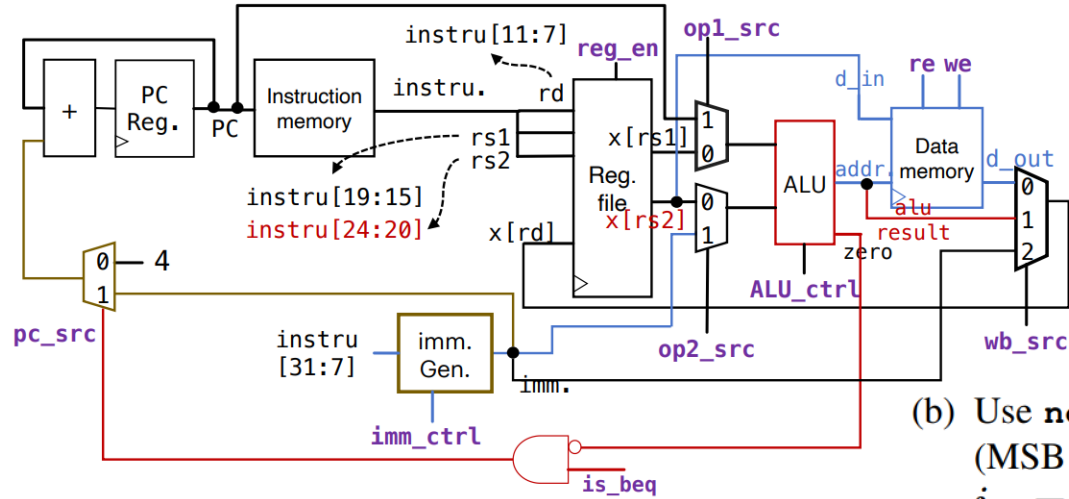 instru[11:7]
op1_src
reg_en
re we
instru.
rd
d_in
+
PC
Reg.
PC
Instruction
memory
rs1
rs2
x[rs1]
1
0
Reg.
file
x[rs2]
0
1
ALU
addr.
Data
memory
d_out
0
1
2
alu
result
instru[19:15]
instru[24:20]
x[rd]
zero
0
4
1
ALU_ctrl
pc_src
instru
[31:7]
imm.
Gen.
op2_src
wb_src
imm.
imm_ctrl
is_beq
(b) Use
(MSB